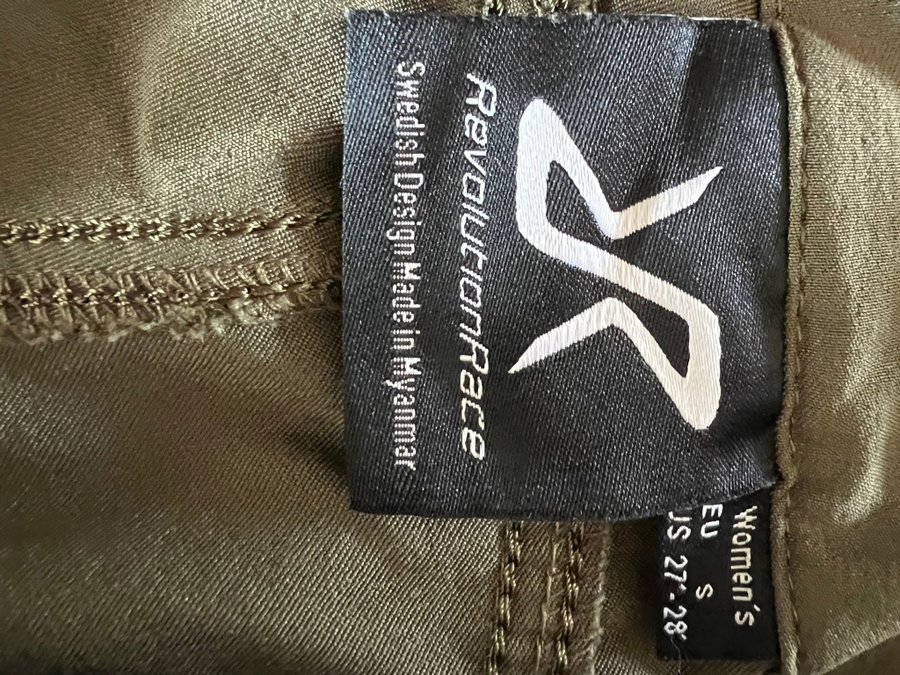 RevolutionRace
Swedish Design Made in Myanmar
Women's
EU S
US 27"-28"